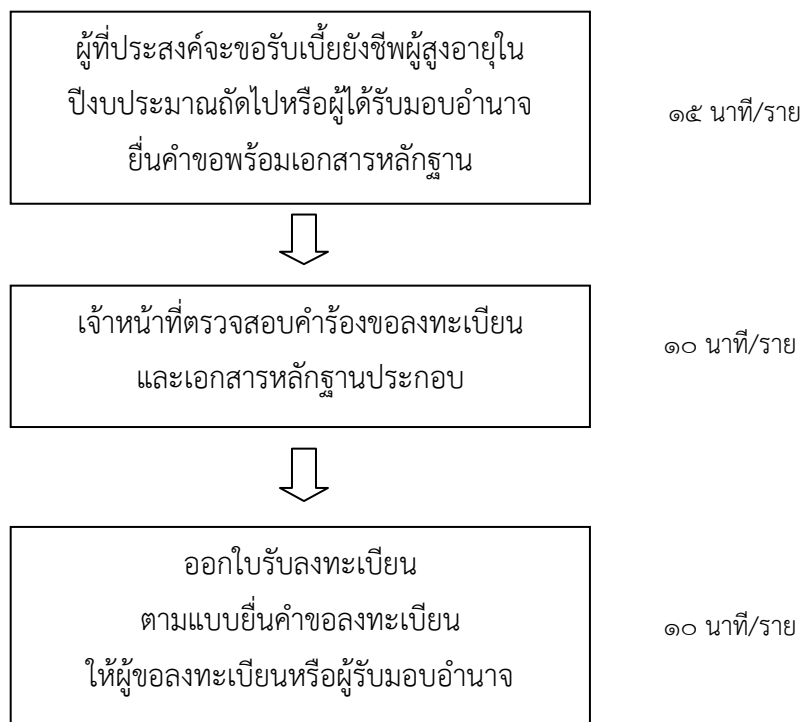 ผู้ที่ประสงค์จะขอรับเบี้ยยังชีพผู้สูงอายุใน
ปีงบประมาณถัดไปหรือผู้ได้รับมอบอำนาจ
ยื่นคำขอพร้อมเอกสารหลักฐาน
๑๕ นาที/ราย
เจ้าหน้าที่ตรวจสอบคำร้องขอลงทะเบียน
และเอกสารหลักฐานประกอบ
๑๐ นาที/ราย
ออกใบรับลงทะเบียน
ตามแบบยื่นคำขอลงทะเบียน
ให้ผู้ขอลงทะเบียนหรือผู้รับมอบอำนาจ
๑๐ นาที/ราย